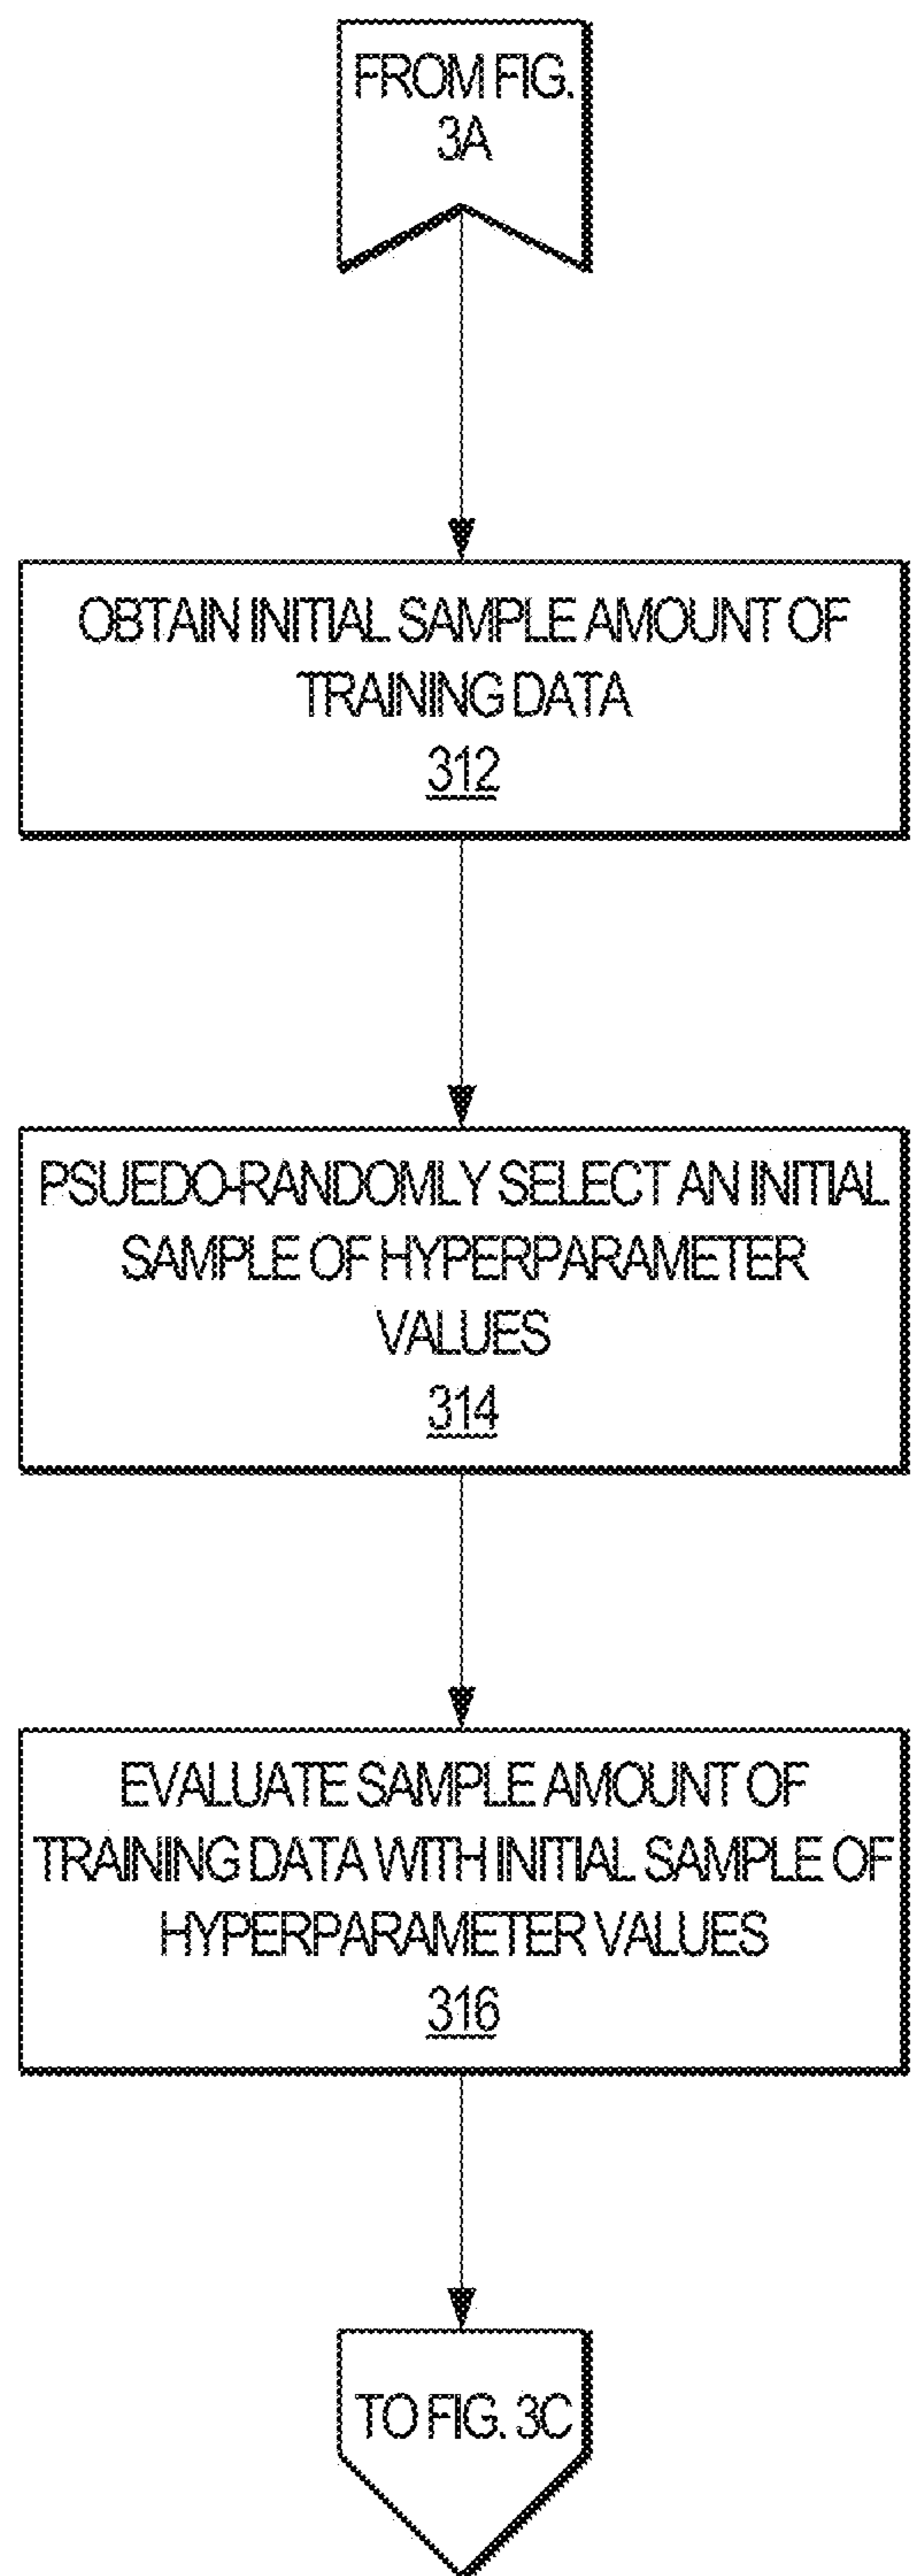 FROM FIG.
3A
OBTAIN INITIAL SAMPLE AMOUNT OF
TRAINING DATA
312
PSUEDO-RANDOMLY SELECT AN INITIAL
SAMPLE OF HYPERPARAMETER
VALUES
314
EVALUATE SAMPLE AMOUNT OF
TRAINING DATA WITH INITIAL SAMPLE OF
HYPERPARAMETER VALUES
316
TO FIG. 3C